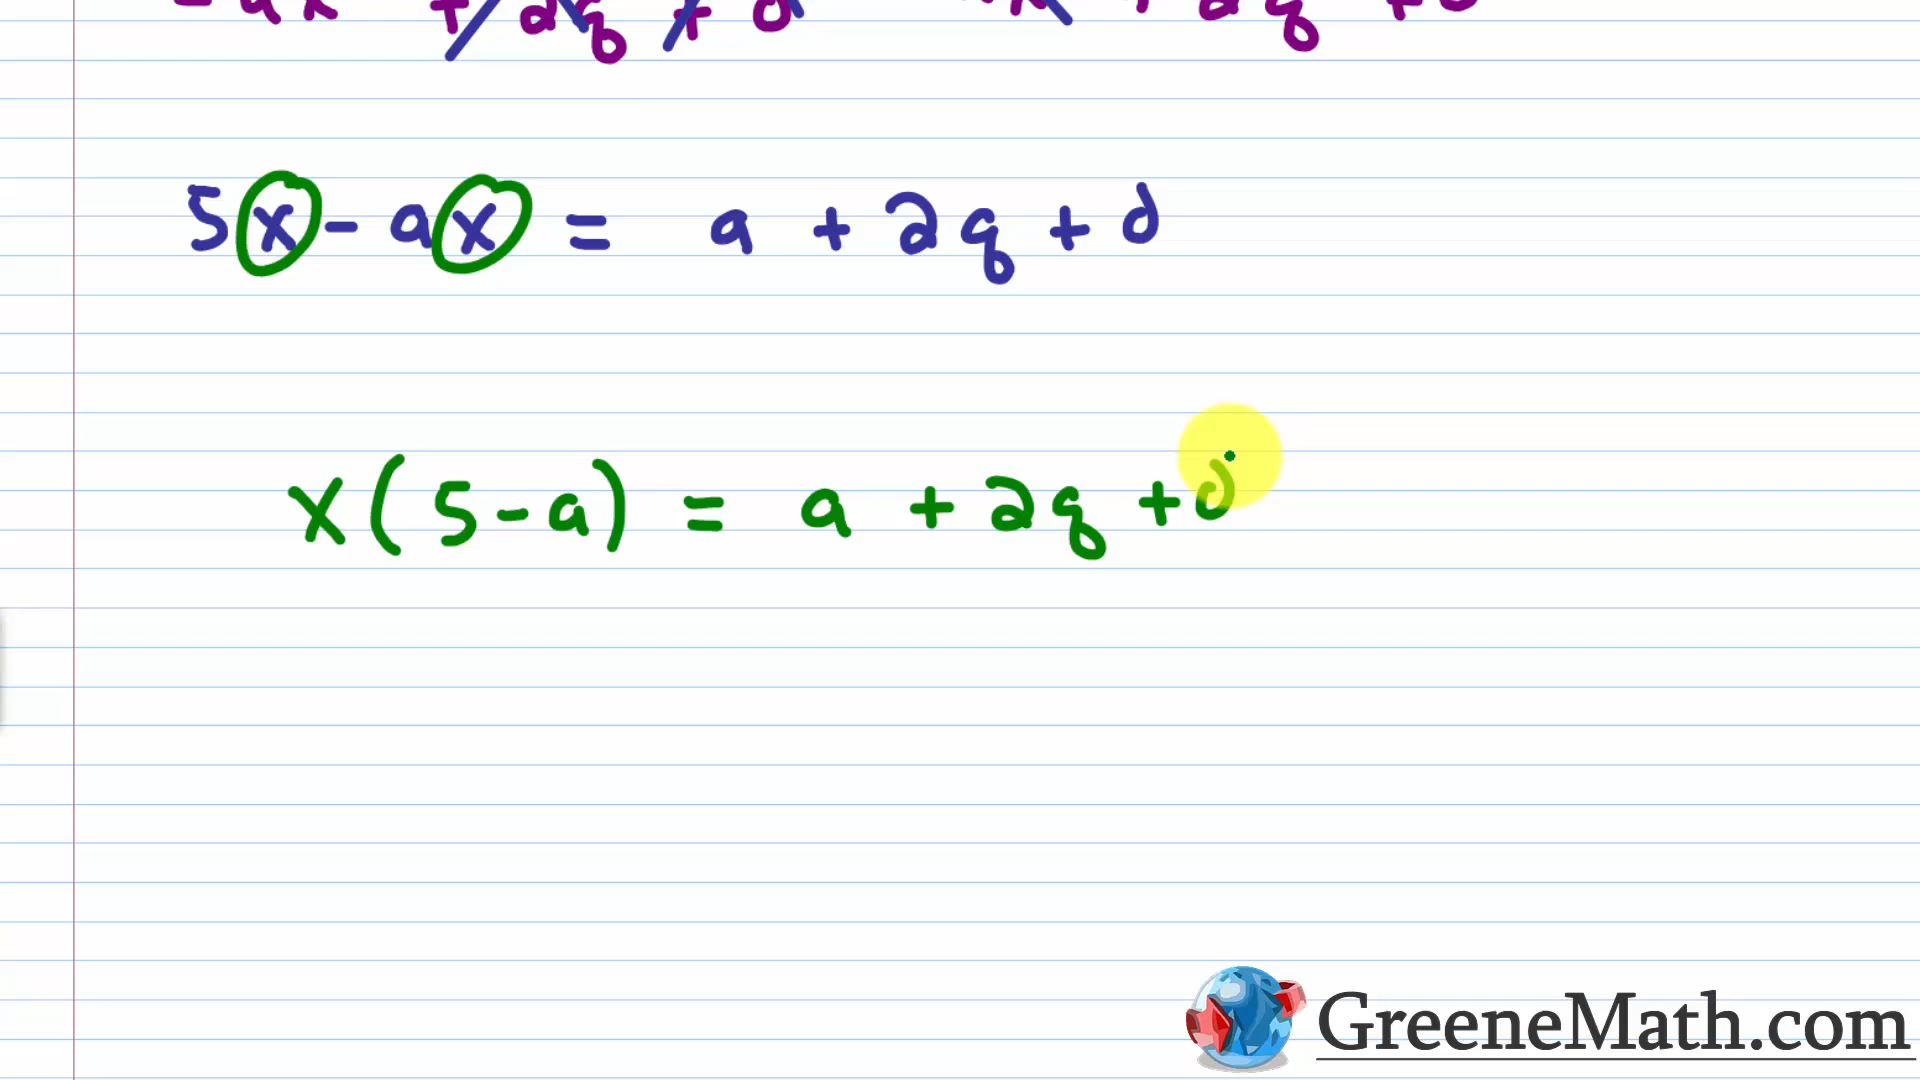 5x - ax = a + 2q + d
x(5 - a) = a + 2q + d
GreeneMath.com